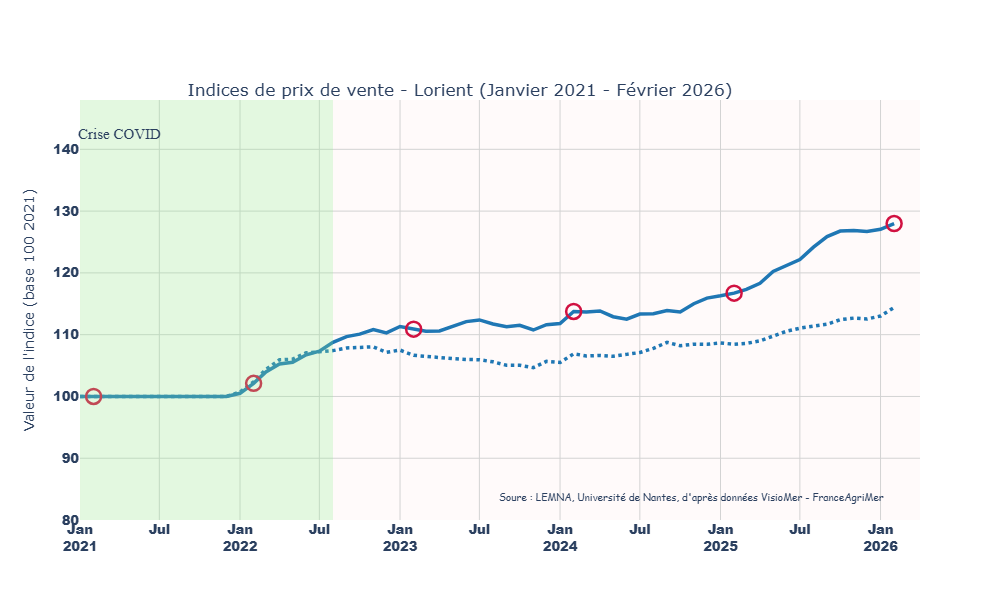 Indices de prix de vente - Lorient (Janvier 2021 - Février 2026)
Crise COVID
Valeur de l'indice (base 100 2021)
140
130
120
110
100
90
80
Soure : LEMNA, Université de Nantes, d'après données VisioMer - FranceAgriMer
Jan Jul Jan Jul Jan Jul Jan Jul Jan Jul Jan
2021 2022 2023 2024 2025 2026